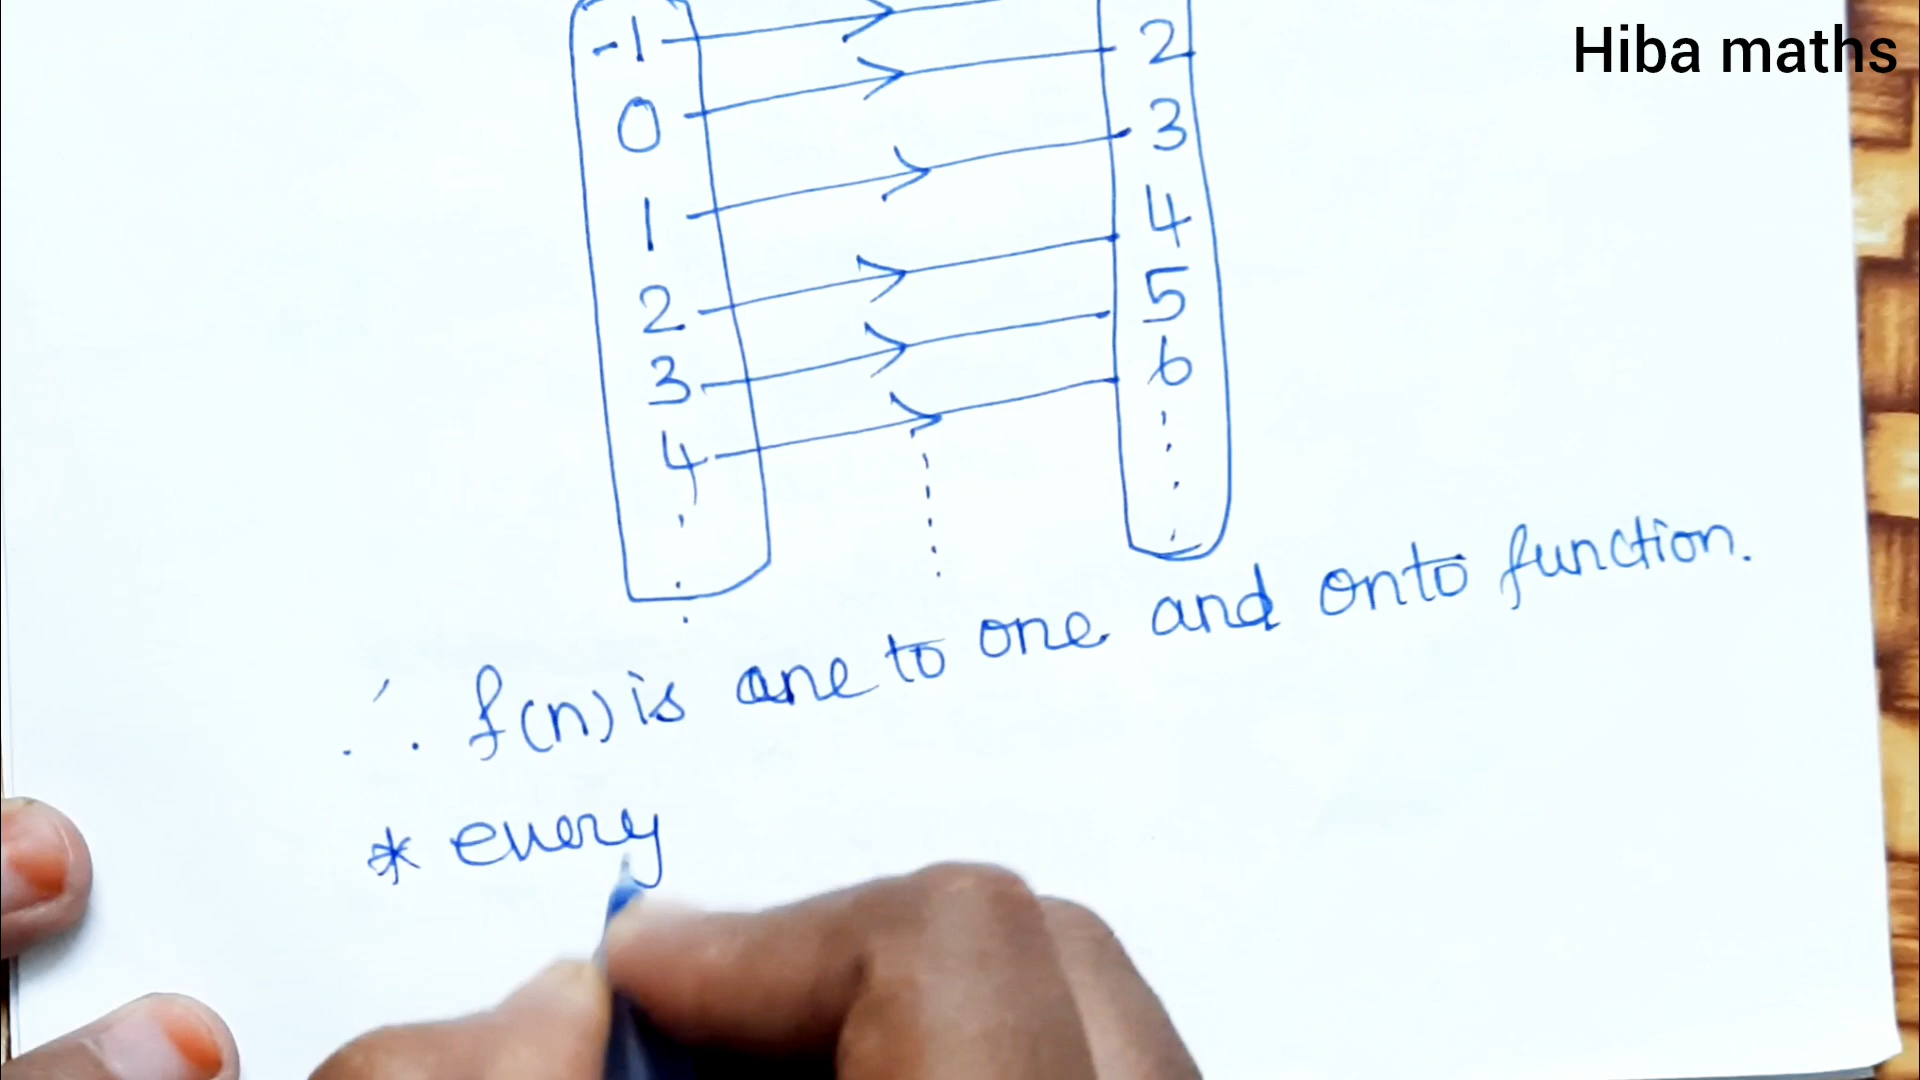 Hiba maths
-1 2
0 3
1 4
2 5
3 6
4
∴ f(n) is one to one and onto function.
* every